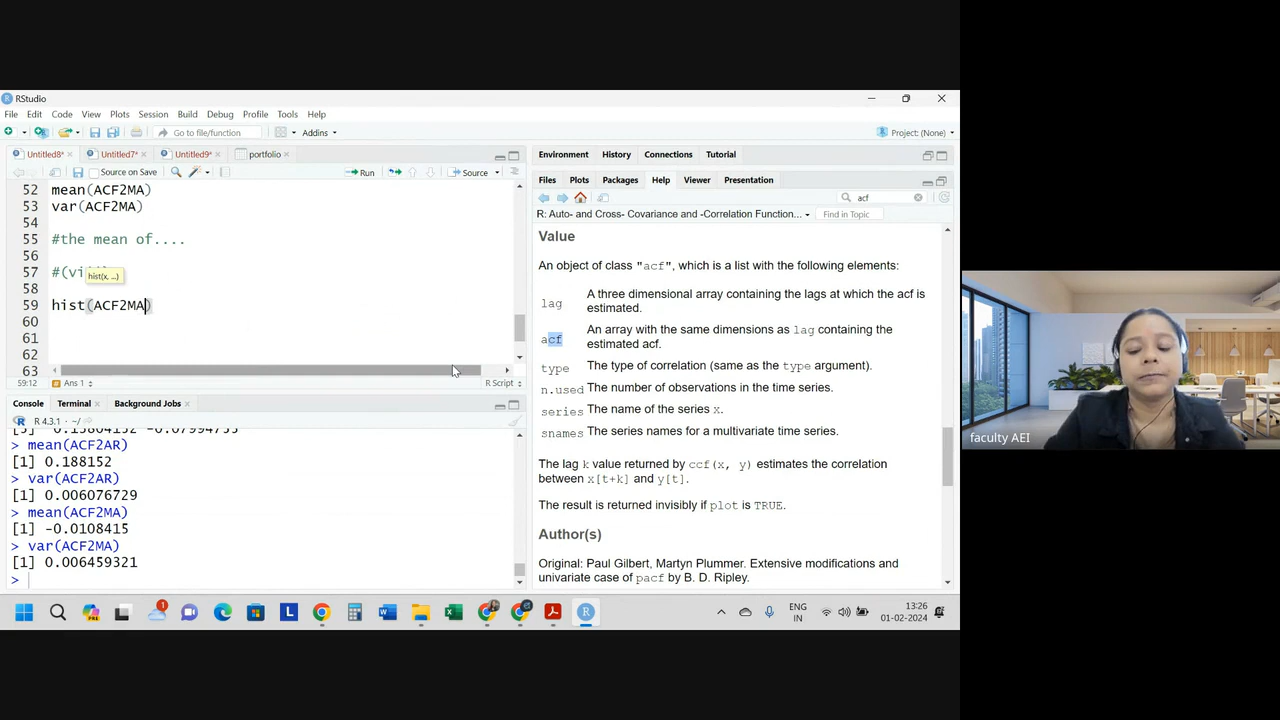 RStudio
File Edit Code View Plots Session Build Debug Profile Tools Help
Go to file/function Addins Project: (None)
Untitled8* Untitled7* Untitled9* portfolio
Source on Save Run Source
52 mean(ACF2MA)
53 var(ACF2MA)
54
55 #the mean of....
56
57 #(vi
hist(x, ...)
58
59 hist(ACF2MA)
60
61
62
63
59:12 Ans 1 R Script
Console Terminal Background Jobs
R 4.3.1 · ~/
> mean(ACF2AR)
[1] 0.188152
> var(ACF2AR)
[1] 0.006076729
> mean(ACF2MA)
[1] -0.0108415
> var(ACF2MA)
[1] 0.006459321
>
Environment History Connections Tutorial
Files Plots Packages Help Viewer Presentation
acf
R: Auto- and Cross- Covariance and -Correlation Function... Find in Topic
Value
An object of class "acf", which is a list with the following elements:
lag A three dimensional array containing the lags at which the acf is
estimated.
acf An array with the same dimensions as lag containing the
estimated acf.
type The type of correlation (same as the type argument).
n.used The number of observations in the time series.
series The name of the series x.
snames The series names for a multivariate time series.
The lag k value returned by ccf(x, y) estimates the correlation
between x[t+k] and y[t].
The result is returned invisibly if plot is TRUE.
Author(s)
Original: Paul Gilbert, Martyn Plummer. Extensive modifications and
univariate case of pacf by B. D. Ripley.
faculty AEI
ENG
IN
13:26
01-02-2024